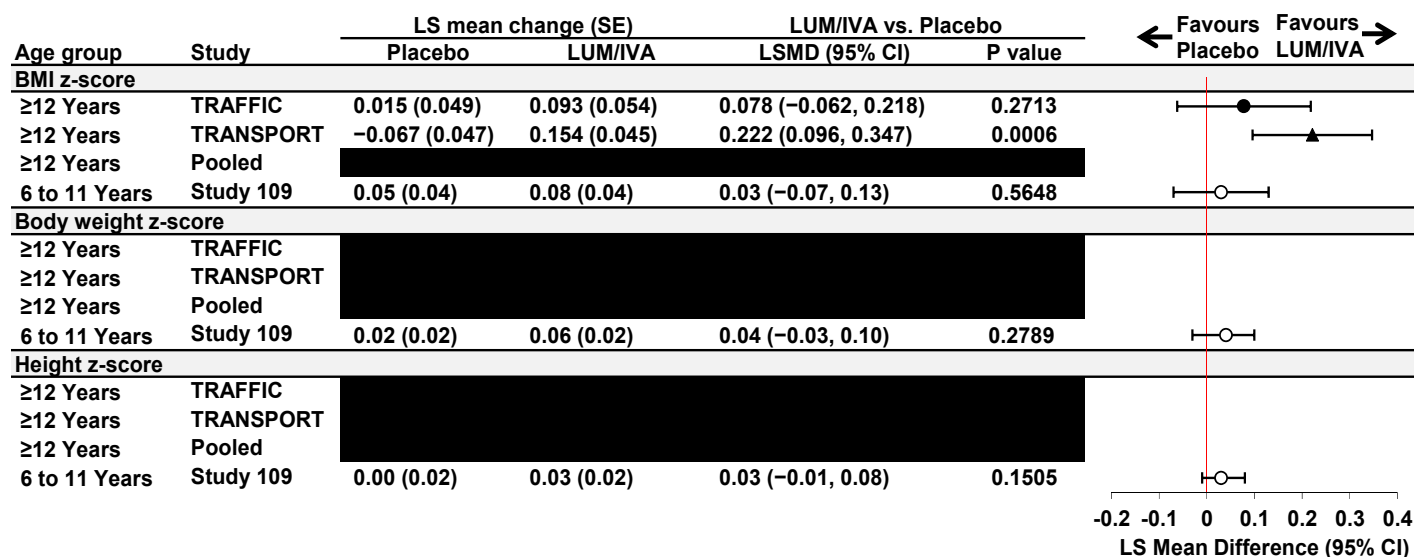 LS mean change (SE) LUM/IVA vs. Placebo Favours Placebo Favours LUM/IVA
Age group Study Placebo LUM/IVA LSMD (95% CI) P value
BMI z-score
≥12 Years TRAFFIC 0.015 (0.049) 0.093 (0.054) 0.078 (−0.062, 0.218) 0.2713
≥12 Years TRANSPORT −0.067 (0.047) 0.154 (0.045) 0.222 (0.096, 0.347) 0.0006
≥12 Years Pooled
6 to 11 Years Study 109 0.05 (0.04) 0.08 (0.04) 0.03 (−0.07, 0.13) 0.5648
Body weight z-score
≥12 Years TRAFFIC
≥12 Years TRANSPORT
≥12 Years Pooled
6 to 11 Years Study 109 0.02 (0.02) 0.06 (0.02) 0.04 (−0.03, 0.10) 0.2789
Height z-score
≥12 Years TRAFFIC
≥12 Years TRANSPORT
≥12 Years Pooled
6 to 11 Years Study 109 0.00 (0.02) 0.03 (0.02) 0.03 (−0.01, 0.08) 0.1505
-0.2 -0.1 0 0.1 0.2 0.3 0.4
LS Mean Difference (95% CI)